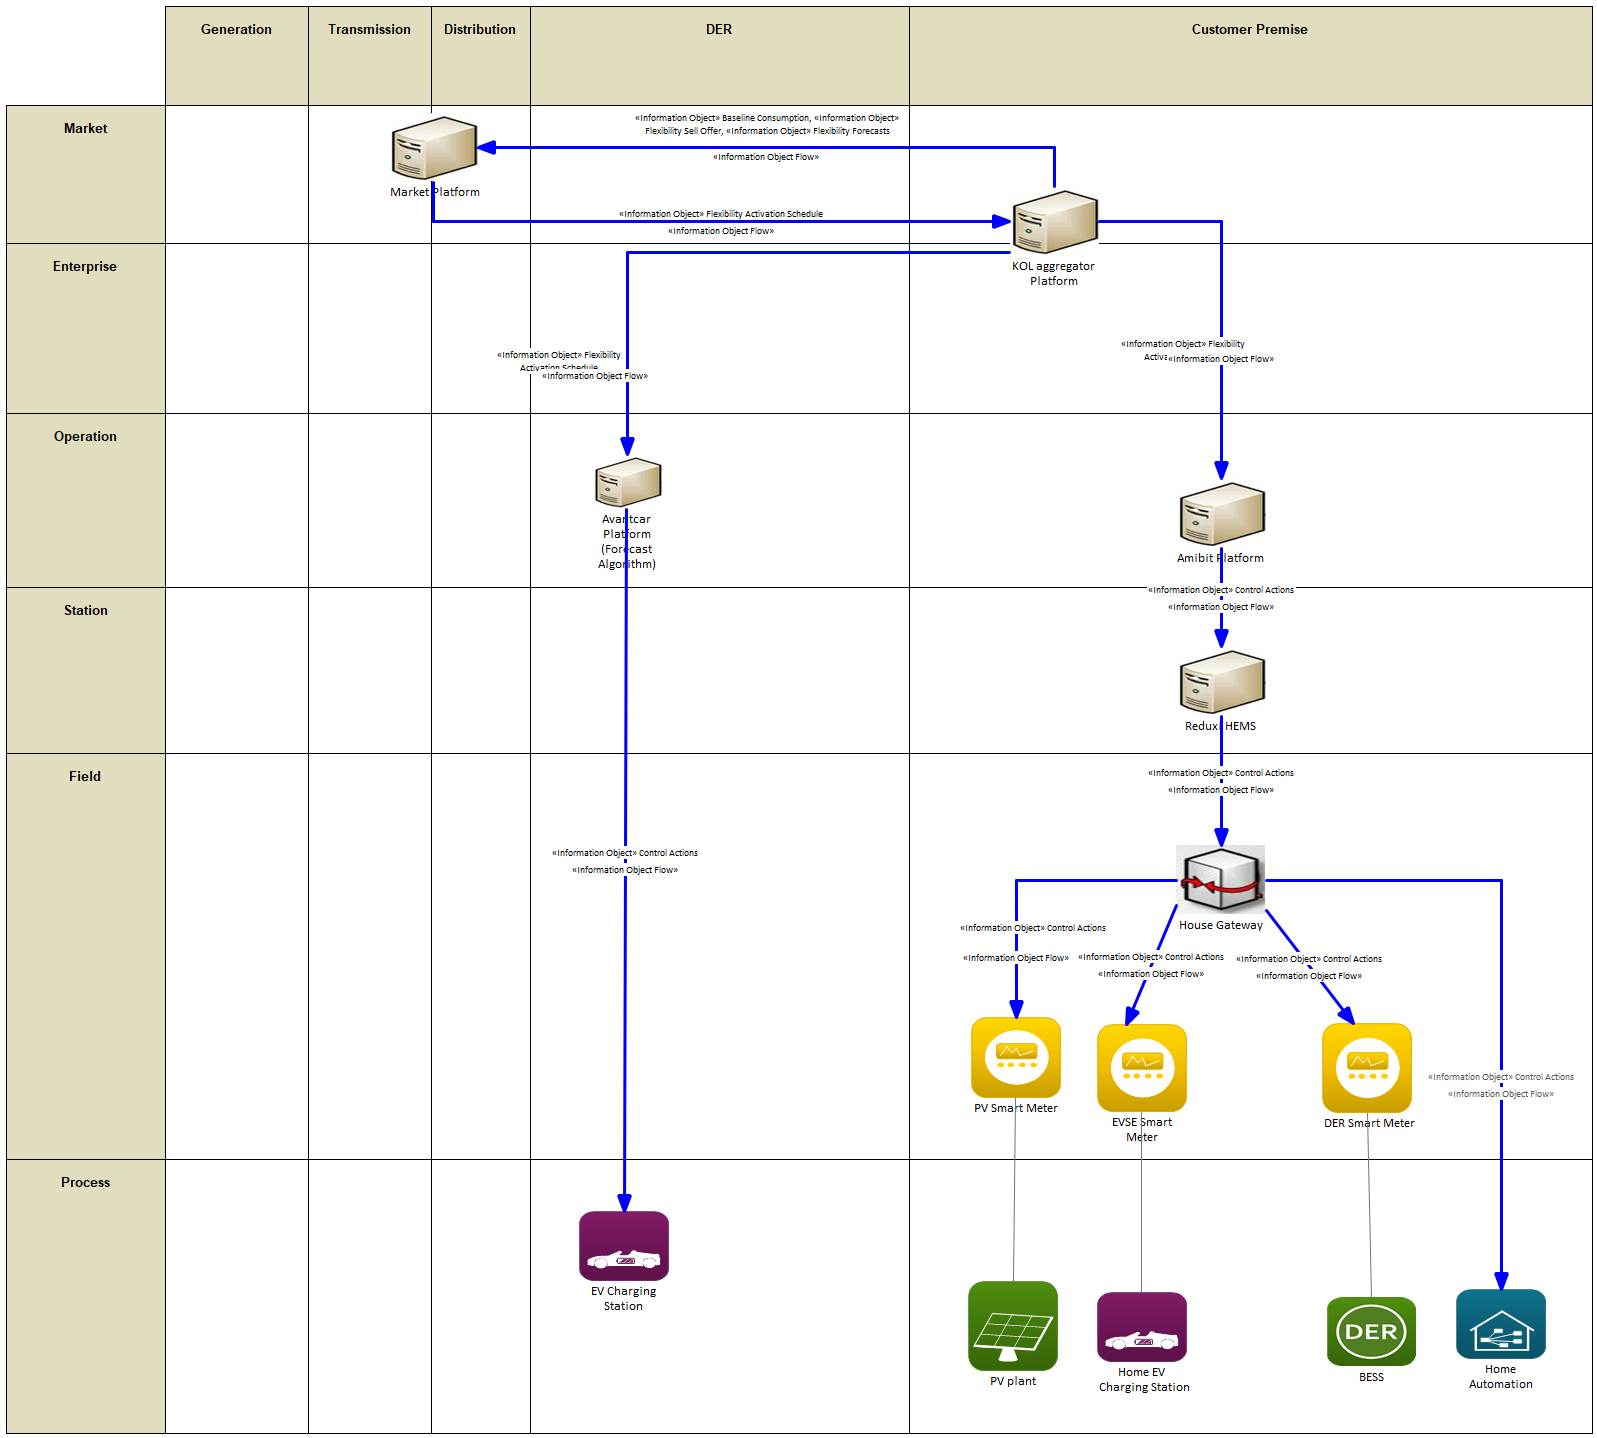 Generation
Transmission
Distribution
DER
Customer Premise
Market
«Information Object» Baseline Consumption, «Information Object»
Flexibility Sell Offer, «Information Object» Flexibility Forecasts
«Information Object Flow»
Market Platform
«Information Object» Flexibility Activation Schedule
«Information Object Flow»
KOL aggregator
Platform
Enterprise
«Information Object» Flexibility
Activation Schedule
«Information Object Flow»
«Information Object» Flexibility
«Information Object Flow»
Operation
Avantcar
Platform
(Forecast
Algorithm)
Amibit Platform
«Information Object» Control Actions
«Information Object Flow»
Station
Reduxi HEMS
Field
«Information Object» Control Actions
«Information Object Flow»
«Information Object» Control Actions
«Information Object Flow»
House Gateway
«Information Object» Control Actions
«Information Object Flow»
«Information Object» Control Actions
«Information Object Flow»
«Information Object» Control Actions
«Information Object Flow»
«Information Object» Control Actions
«Information Object Flow»
PV Smart Meter
EVSE Smart
Meter
DER Smart Meter
Process
EV Charging
Station
PV plant
Home EV
Charging Station
DER
BESS
Home
Automation